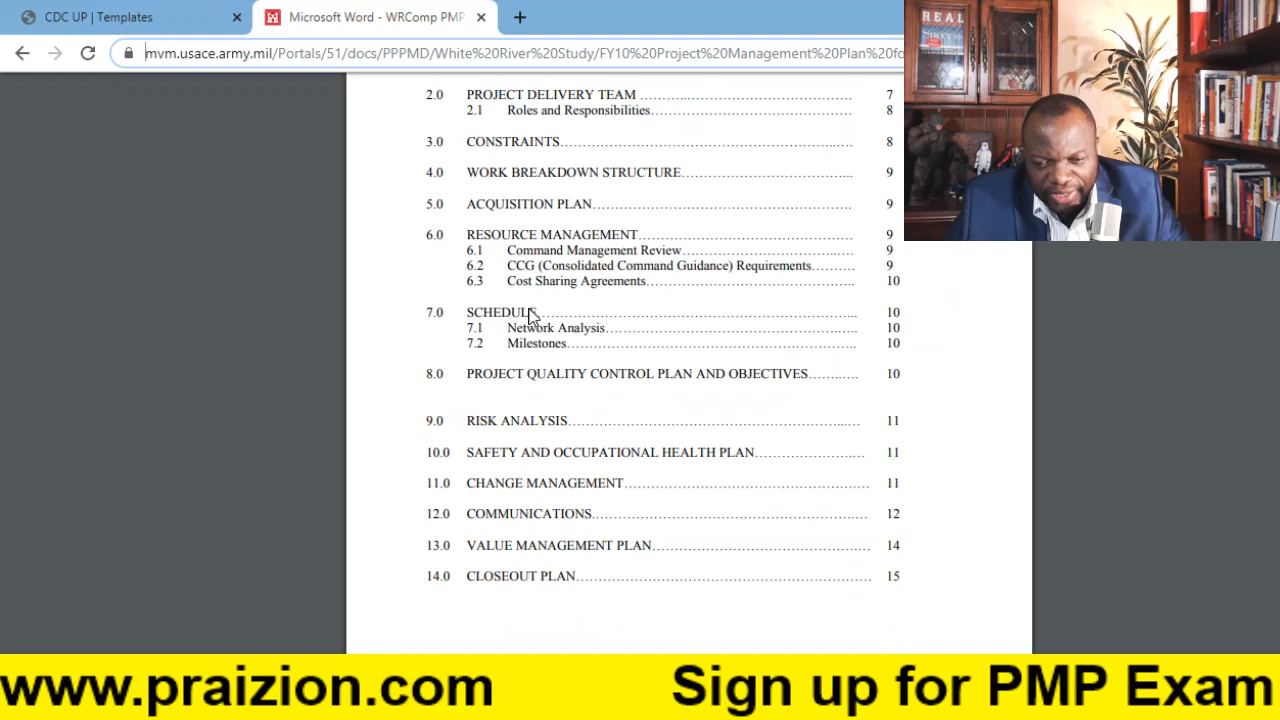 CDC UP | Templates
Microsoft Word - WRComp PMP
mvm.usace.army.mil/Portals/51/docs/PPPMD/White%20River%20Study/FY10%20Project%20Management%20Plan%20fo
REAL
Success
2.0 PROJECT DELIVERY TEAM 7
2.1 Roles and Responsibilities 8
3.0 CONSTRAINTS 8
4.0 WORK BREAKDOWN STRUCTURE 9
5.0 ACQUISITION PLAN 9
6.0 RESOURCE MANAGEMENT 9
6.1 Command Management Review 9
6.2 CCG (Consolidated Command Guidance) Requirements 9
6.3 Cost Sharing Agreements 10
7.0 SCHEDULE 10
7.1 Network Analysis 10
7.2 Milestones 10
8.0 PROJECT QUALITY CONTROL PLAN AND OBJECTIVES 10
9.0 RISK ANALYSIS 11
10.0 SAFETY AND OCCUPATIONAL HEALTH PLAN 11
11.0 CHANGE MANAGEMENT 11
12.0 COMMUNICATIONS 12
13.0 VALUE MANAGEMENT PLAN 14
14.0 CLOSEOUT PLAN 15
www.praizion.com Sign up for PMP Exam